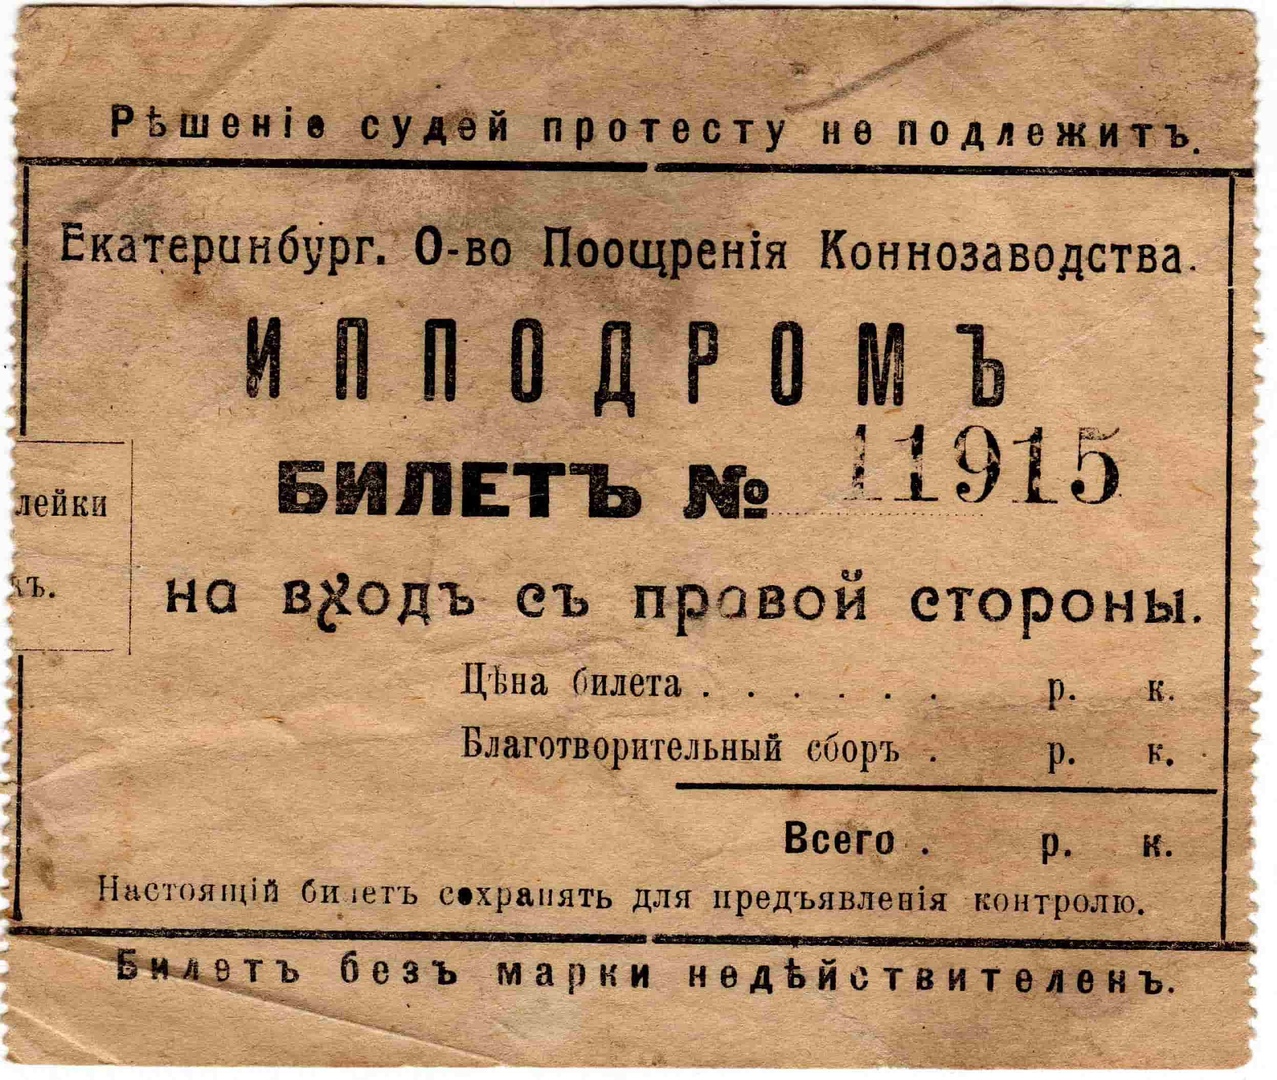 Рѣшеніе судей протесту не подлежитъ.
Екатеринбург. О-во Поощренія Коннозаводства.
ИППОДРОМЪ
БИЛЕТЪ № 11915
лейки
къ.
на входъ съ правой стороны.
Цѣна билета . . . . . . р. к.
Благотворительный сборъ . р. к.
Всего . р. к.
Настоящій билетъ сохранять для предъявленія контролю.
Билетъ безъ марки недѣйствителенъ.